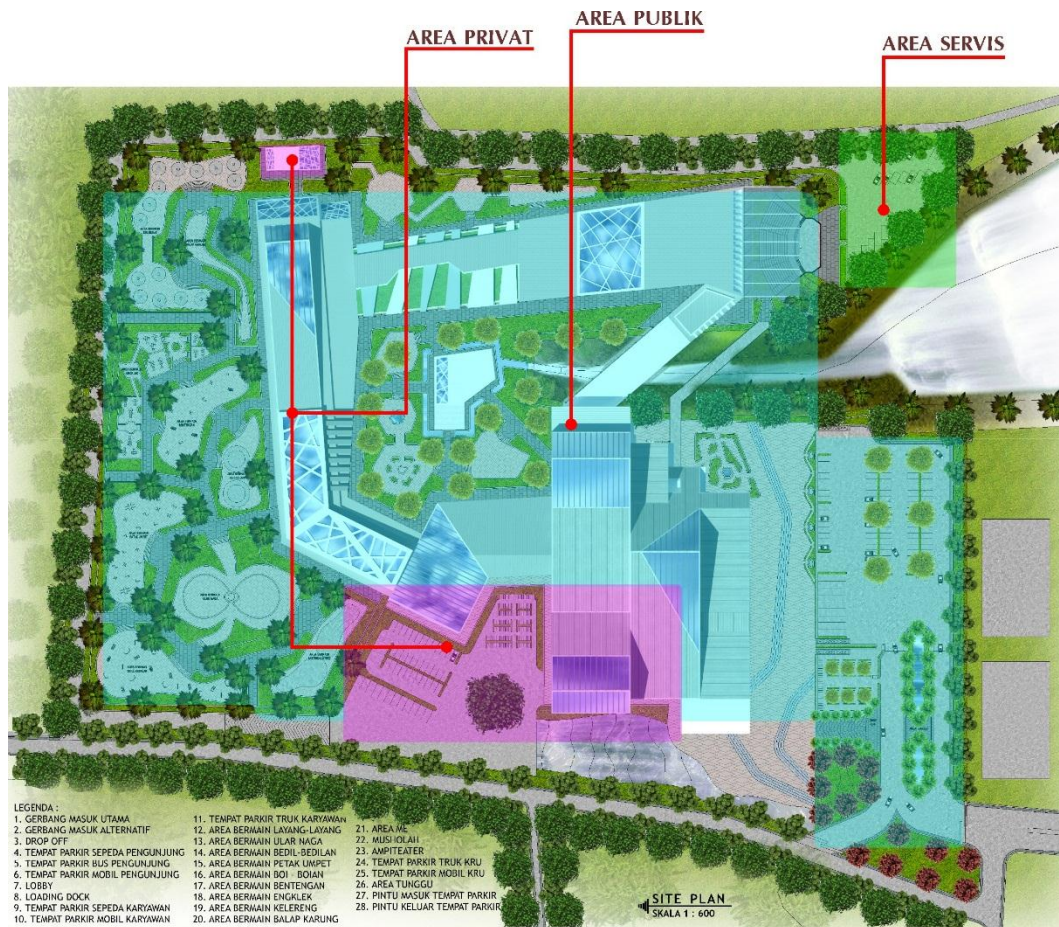 AREA PRIVAT
AREA PUBLIK
AREA SERVIS
LEGENDA :
1. GERBANG MASUK UTAMA
2. GERBANG MASUK ALTERNATIF
3. DROP OFF
4. TEMPAT PARKIR SEPEDA PENGUNJUNG
5. TEMPAT PARKIR BUS PENGUNJUNG
6. TEMPAT PARKIR MOBIL PENGUNJUNG
7. LOBBY
8. LOADING DOCK
9. TEMPAT PARKIR SEPEDA KARYAWAN
10. TEMPAT PARKIR MOBIL KARYAWAN
11. TEMPAT PARKIR TRUK KARYAWAN
12. AREA BERMAIN LAYANG-LAYANG
13. AREA BERMAIN ULAR NAGA
14. AREA BERMAIN BEDIL-BEDILAN
15. AREA BERMAIN PETAK UMPET
16. AREA BERMAIN BOI - BOIAN
17. AREA BERMAIN BENTENGAN
18. AREA BERMAIN ENGKLEK
19. AREA BERMAIN KELERENG
20. AREA BERMAIN BALAP KARUNG
21. AREA ME
22. MUSHOLAH
23. AMPITEATER
24. TEMPAT PARKIR TRUK KRU
25. TEMPAT PARKIR MOBIL KRU
26. AREA TUNGGU
27. PINTU MASUK TEMPAT PARKIR
28. PINTU KELUAR TEMPAT PARKIR
SITE PLAN
SKALA 1 : 600